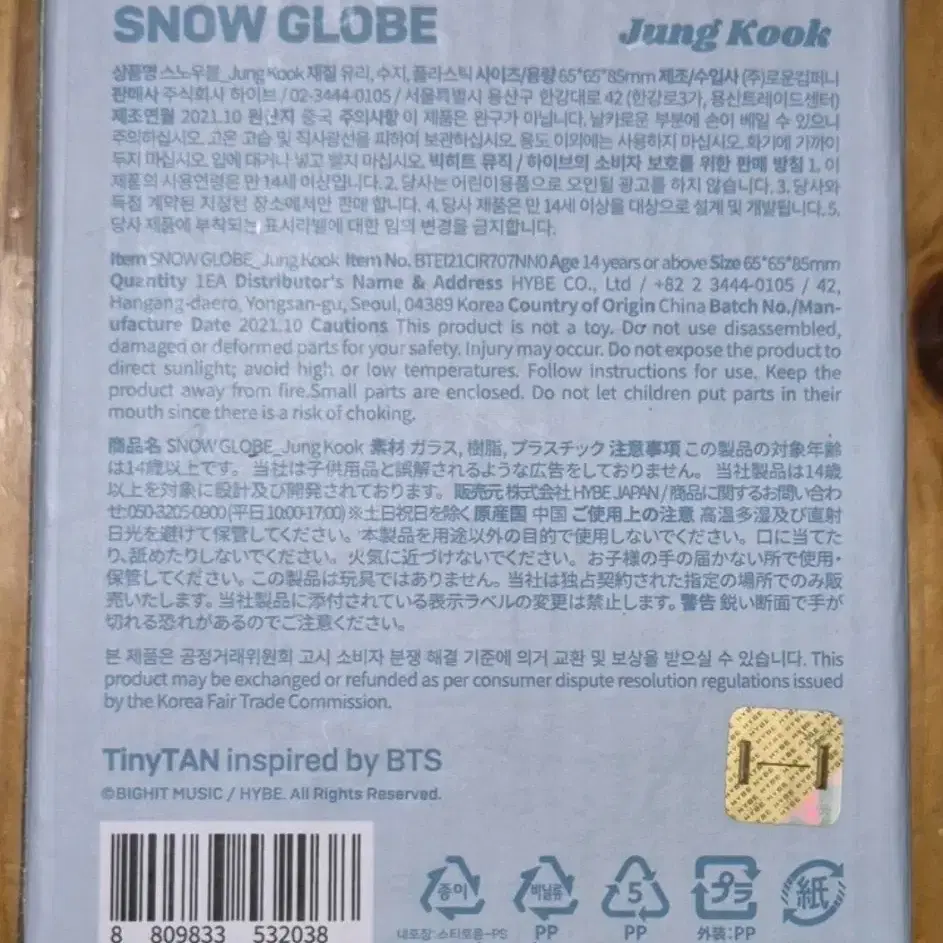 SNOW GLOBE
Jung Kook
상품명 스노우볼_Jung Kook 재질 유리, 수지, 플라스틱 사이즈/용량 65*65*85mm 제조/수입사 (주)로운컴퍼니
판매사 주식회사 하이브 / 02-3444-0105 / 서울특별시 용산구 한강대로 42 (한강로3가, 용산트레이드센터)
제조연월 2021.10 원산지 중국 주의사항 이 제품은 완구가 아닙니다. 날카로운 부분에 손이 베일 수 있으니
주의하십시오. 고온 고습 및 직사광선을 피하여 보관하십시오. 용도 이외에는 사용하지 마십시오. 화기에 가까이
두지 마십시오. 입에 대거나 넣고 빨지 마십시오. 빅히트 뮤직 / 하이브의 소비자 보호를 위한 판매 방침 1. 이
제품의 사용연령은 만 14세 이상입니다. 2. 당사는 어린이용품으로 오인될 광고를 하지 않습니다. 3. 당사와
독점 계약된 지정된 장소에서만 판매 합니다. 4. 당사 제품은 만 14세 이상을 대상으로 설계 및 개발됩니다. 5.
당사 제품에 부착되는 표시라벨에 대한 임의 변경을 금지합니다.
Item SNOW GLOBE_Jung Kook Item No. BTEI21CIR707NN0 Age 14 years or above Size 65*65*85mm
Quantity 1EA Distributor's Name & Address HYBE CO., Ltd / +82 2 3444-0105 / 42,
Hangang-daero, Yongsan-gu, Seoul, 04389 Korea Country of Origin China Batch No./Man-
ufacture Date 2021.10 Cautions This product is not a toy. Do not use disassembled,
damaged or deformed parts for your safety. Injury may occur. Do not expose the product to
direct sunlight; avoid high or low temperatures. Follow instructions for use. Keep the
product away from fire.Small parts are enclosed. Do not let children put parts in their
mouth since there is a risk of choking.
商品名 SNOW GLOBE_Jung Kook 素材 ガラス, 樹脂, プラスチック 注意事項 この製品の対象年齢
は14歳以上です。 当社は子供用品と誤解されるような広告をしておりません。 当社製品は14歳
以上を対象に設計及び開発されております。 販売元 株式会社 HYBE JAPAN / 商品に関するお問い合わ
せ:050-3205-0900 (平日 10:00-17:00) ※土日祝日を除く 原産国 中国 ご使用上の注意 高温多湿及び直射
日光を避けて保管してください。 本製品を用途以外の目的で使用しないでください。 口に当てた
り、舐めたりしないでください。 火気に近づけないでください。 お子様の手の届かない所で使用・
保管してください。 この製品は玩具ではありません。 当社は独占契約された指定の場所でのみ販
売いたします。 当社製品に添付されている表示ラベルの変更は禁止します。 警告 鋭い断面で手が
切れる恐れがあるのでご注意ください。
본 제품은 공정거래위원회 고시 소비자 분쟁 해결 기준에 의거 교환 및 보상을 받으실 수 있습니다. This
product may be exchanged or refunded as per consumer dispute resolution regulations issued
by the Korea Fair Trade Commission.
TinyTAN inspired by BTS
©BIGHIT MUSIC / HYBE. All Rights Reserved.
8 809833 532038
종이
비닐류
5
プラ
紙
내포장: 스티로폼-PS
PP
PP
外装:PP